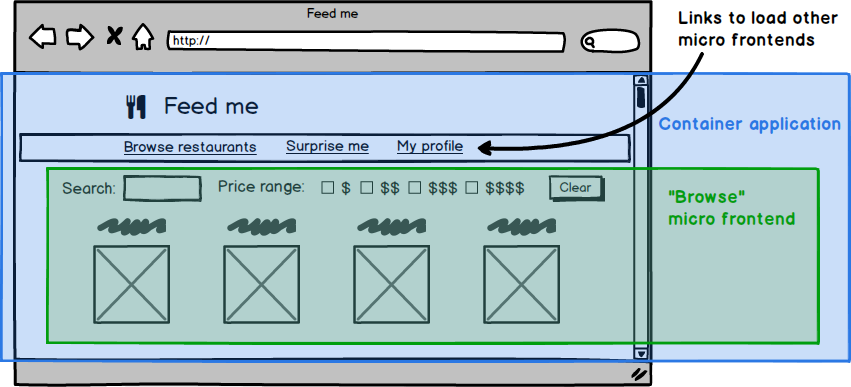 Feed me
http://
Links to load other
micro frontends
Feed me
Container application
Browse restaurants Surprise me My profile
Search: Price range: $ $$ $$$ $$$$ Clear
"Browse"
micro frontend